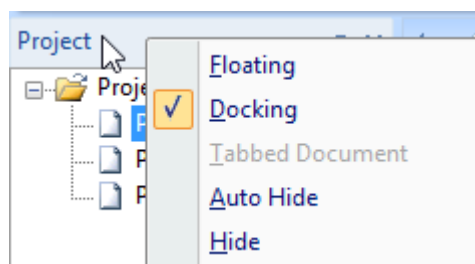 Project
Floating
Proje
Docking
P
Tabbed Document
P
Auto Hide
P
Hide